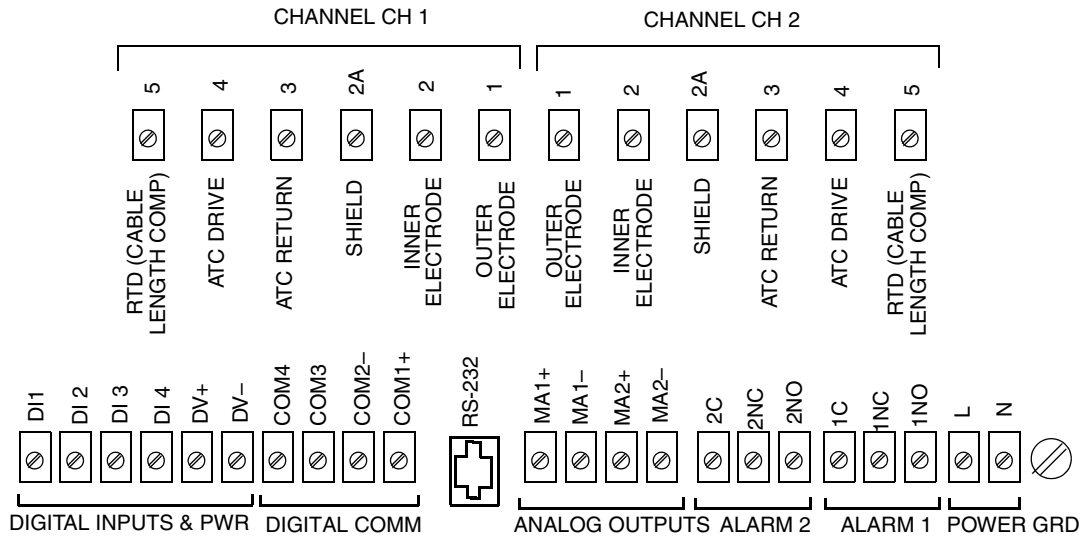 CHANNEL CH 1
CHANNEL CH 2
5
4
3
2A
2
1
1
2
2A
3
4
5
RTD (CABLE
LENGTH COMP)
ATC DRIVE
ATC RETURN
SHIELD
INNER
ELECTRODE
OUTER
ELECTRODE
OUTER
ELECTRODE
INNER
ELECTRODE
SHIELD
ATC RETURN
ATC DRIVE
RTD (CABLE
LENGTH COMP)
DI1
DI 2
DI 3
DI 4
DV+
DV–
COM4
COM3
COM2–
COM1+
RS-232
MA1+
MA1–
MA2+
MA2–
2C
2NC
2NO
1C
1NC
1NO
L
N
DIGITAL INPUTS & PWR
DIGITAL COMM
ANALOG OUTPUTS
ALARM 2
ALARM 1
POWER
GRD